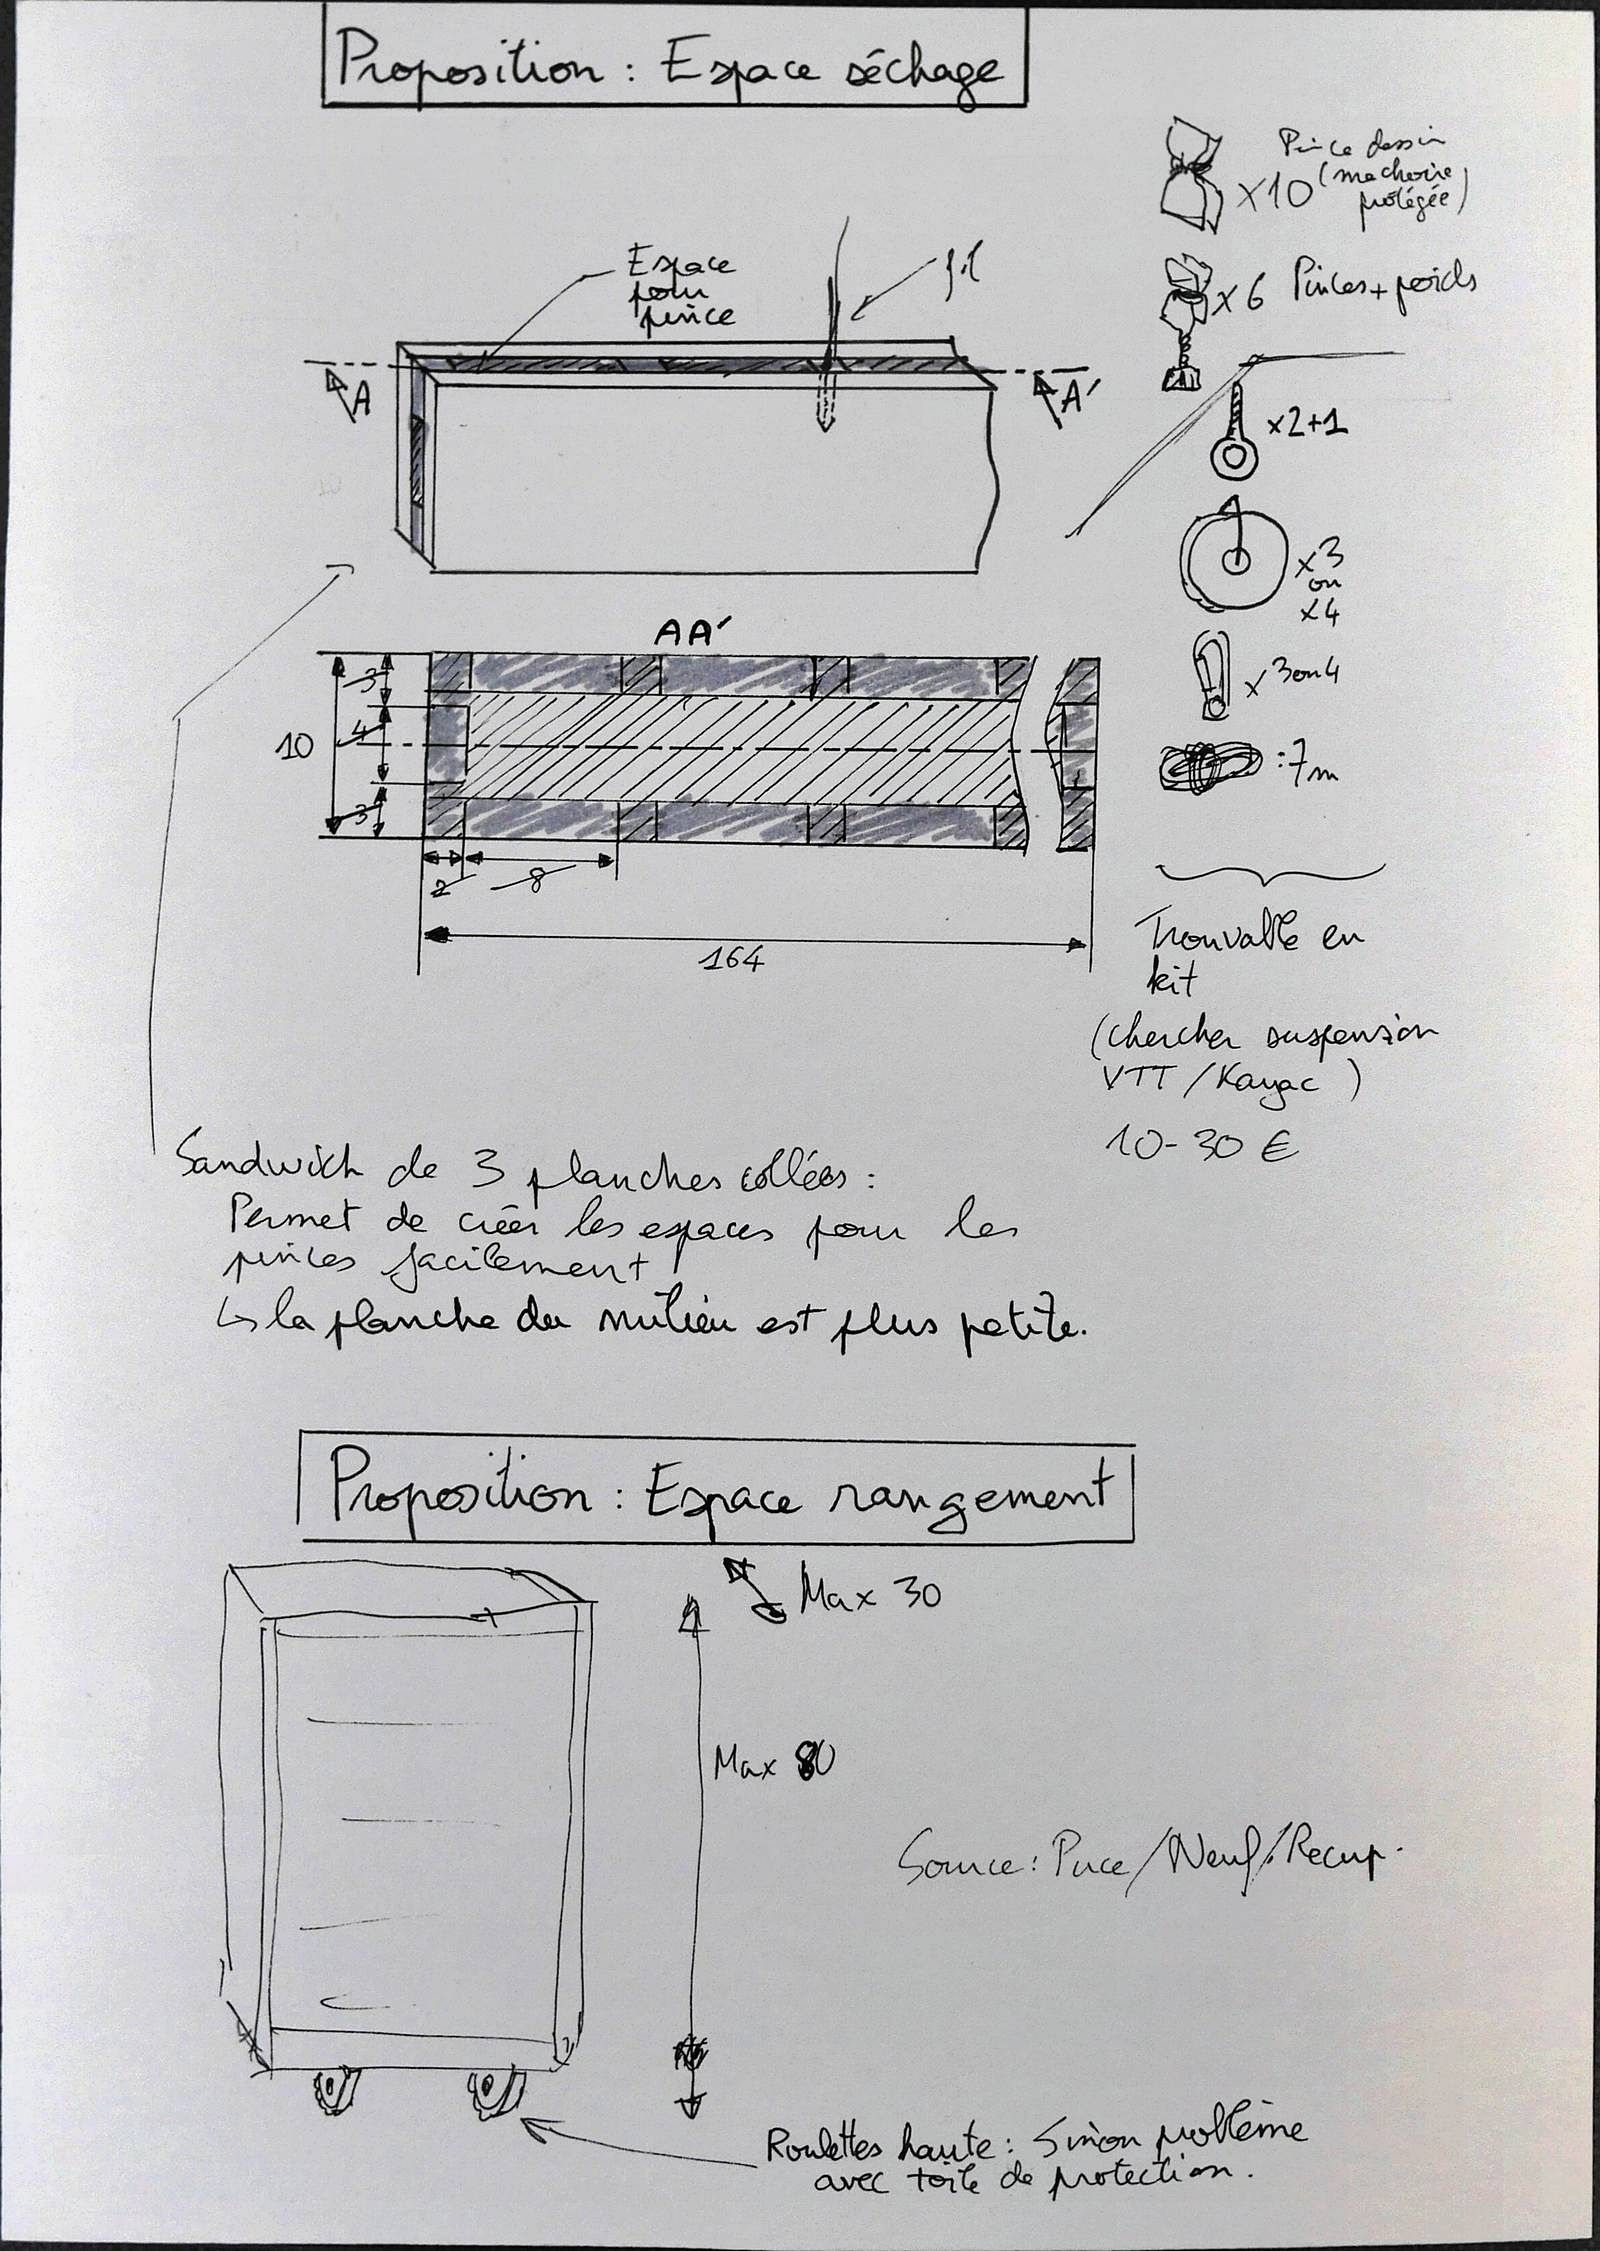 Proposition : Espace séchage
Pince dessin
x10 (machoire
protégée)
x6 Pinces + poids
Espace
pour
pince
fil
A
A'
x2+1
x3
ou
x4
x 3 ou 4
: 7m
AA'
3
10
4
3
2
8
164
Trouvable en
kit
(chercher suspension
VTT / Kayac )
10-30 €
Sandwich de 3 planches collées :
Permet de créer les espaces pour les
pinces facilement
↳ la planche du milieu est plus petite.
Proposition : Espace rangement
Max 30
Max 80
Source : Puce/Neuf/Recup.
Roulettes haute : Sinon problème
avec toile de protection.